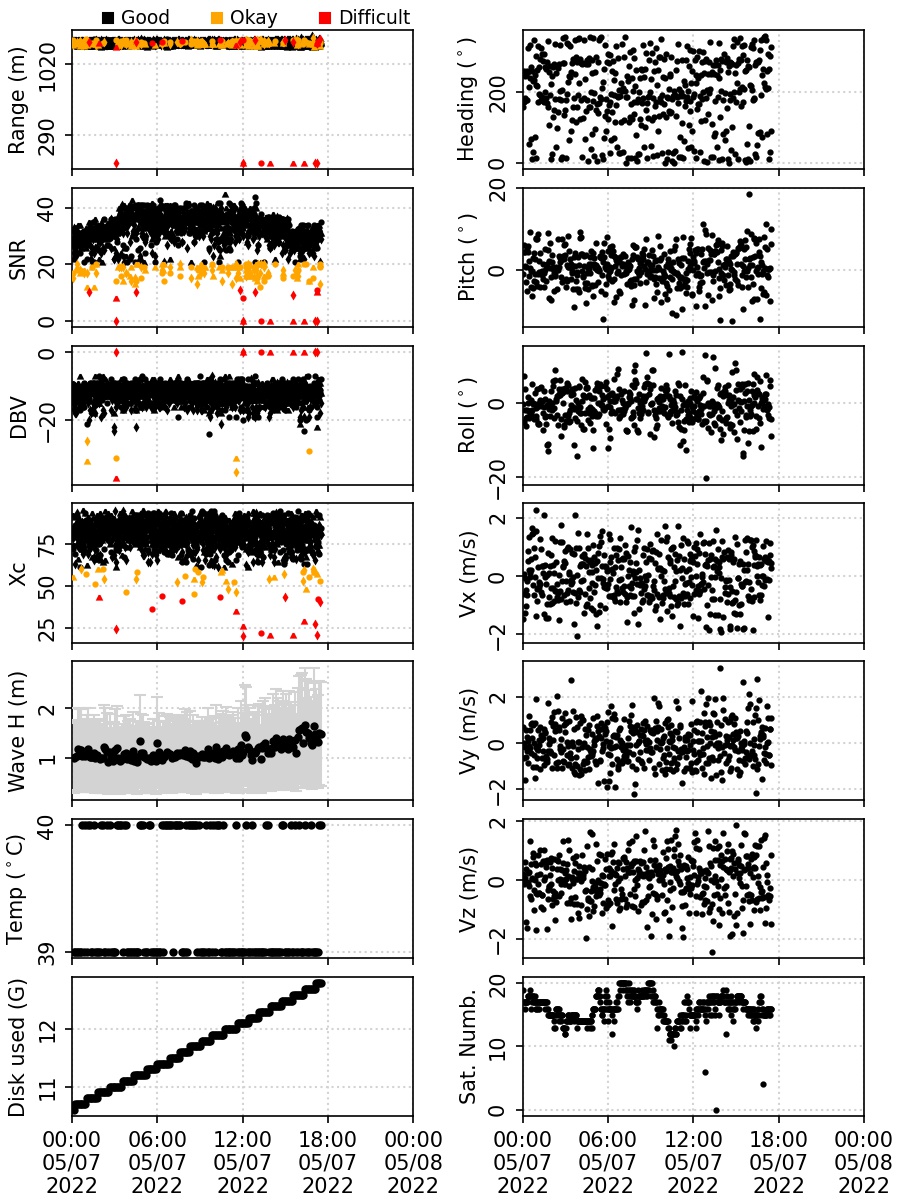 Good Okay Difficult
Range (m)
1020
290
Heading (°)
200
0
SNR
40
20
0
Pitch (°)
20
0
DBV
0
−20
Roll (°)
0
−20
Xc
75
50
25
Vx (m/s)
2
0
−2
Wave H (m)
2
1
Vy (m/s)
2
0
−2
Temp (°C)
40
39
Vz (m/s)
2
0
−2
Disk used (G)
12
11
Sat. Numb.
20
10
0
00:00 06:00 12:00 18:00 00:00
05/07 05/07 05/07 05/07 05/08
2022 2022 2022 2022 2022
00:00 06:00 12:00 18:00 00:00
05/07 05/07 05/07 05/07 05/08
2022 2022 2022 2022 2022